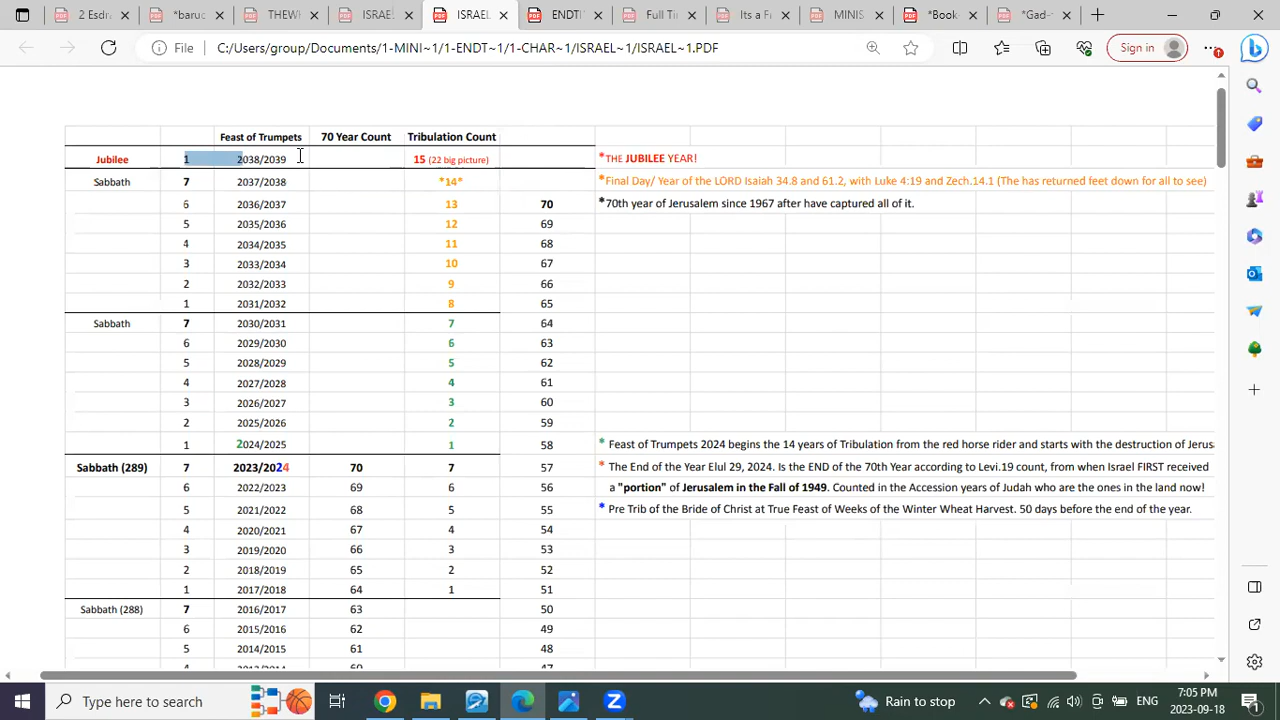 2 Esdra
*baruc
THEW
ISRAE
ISRAEL
ENDTI
Full Tir
Its a Fr
MINI
*Book
*Gad-
File C:/Users/group/Documents/1-MINI~1/1-ENDT~1/1-CHAR~1/ISRAEL~1/ISRAEL~1.PDF Sign in
Feast of Trumpets 70 Year Count Tribulation Count
Jubilee 1 2038/2039 15 (22 big picture) *THE JUBILEE YEAR!
Sabbath 7 2037/2038 *14* *Final Day/ Year of the LORD Isaiah 34.8 and 61.2, with Luke 4:19 and Zech.14.1 (The has returned feet down for all to see)
6 2036/2037 13 70 *70th year of Jerusalem since 1967 after have captured all of it.
5 2035/2036 12 69
4 2034/2035 11 68
3 2033/2034 10 67
2 2032/2033 9 66
1 2031/2032 8 65
Sabbath 7 2030/2031 7 64
6 2029/2030 6 63
5 2028/2029 5 62
4 2027/2028 4 61
3 2026/2027 3 60
2 2025/2026 2 59
1 2024/2025 1 58 * Feast of Trumpets 2024 begins the 14 years of Tribulation from the red horse rider and starts with the destruction of Jerus
Sabbath (289) 7 2023/2024 70 7 57 * The End of the Year Elul 29, 2024. Is the END of the 70th Year according to Levi.19 count, from when Israel FIRST received
6 2022/2023 69 6 56 a "portion" of Jerusalem in the Fall of 1949. Counted in the Accession years of Judah who are the ones in the land now!
5 2021/2022 68 5 55 * Pre Trib of the Bride of Christ at True Feast of Weeks of the Winter Wheat Harvest. 50 days before the end of the year.
4 2020/2021 67 4 54
3 2019/2020 66 3 53
2 2018/2019 65 2 52
1 2017/2018 64 1 51
Sabbath (288) 7 2016/2017 63 50
6 2015/2016 62 49
5 2014/2015 61 48
4 2013/2014 60 47
Type here to search
Rain to stop
ENG
7:05 PM
2023-09-18
1